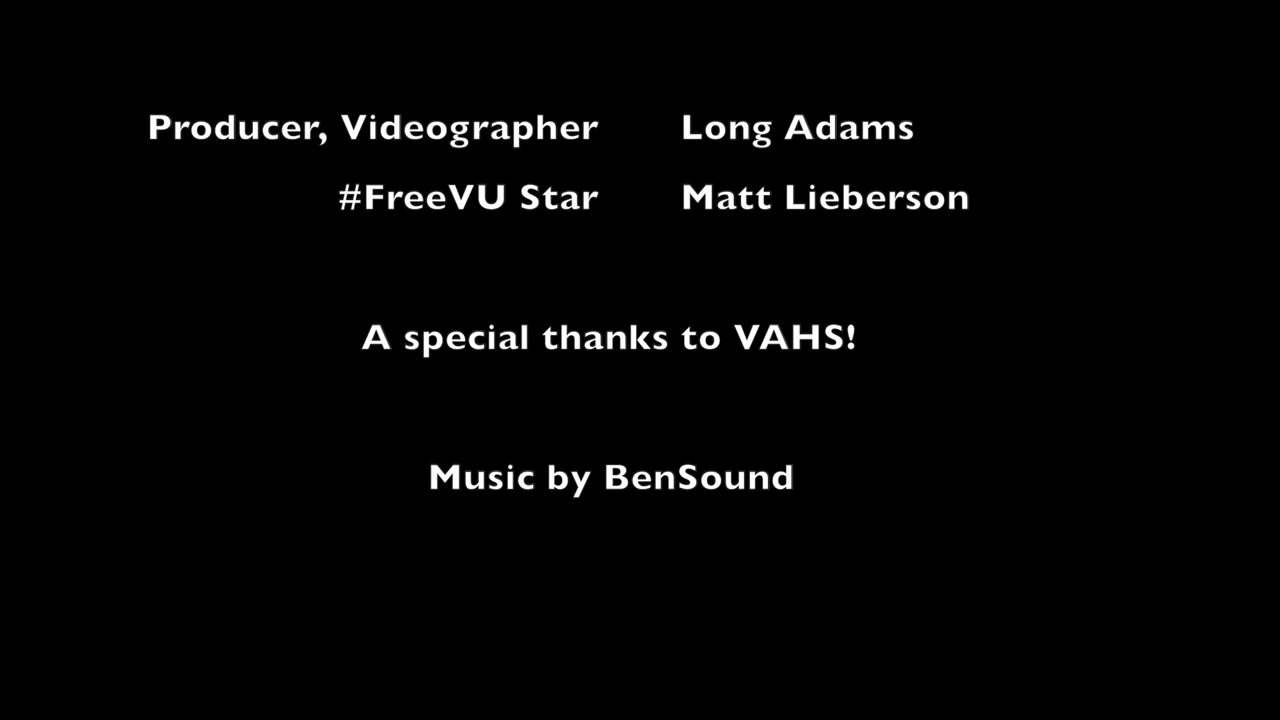 Producer, Videographer Long Adams
#FreeVU Star Matt Lieberson
A special thanks to VAHS!
Music by BenSound